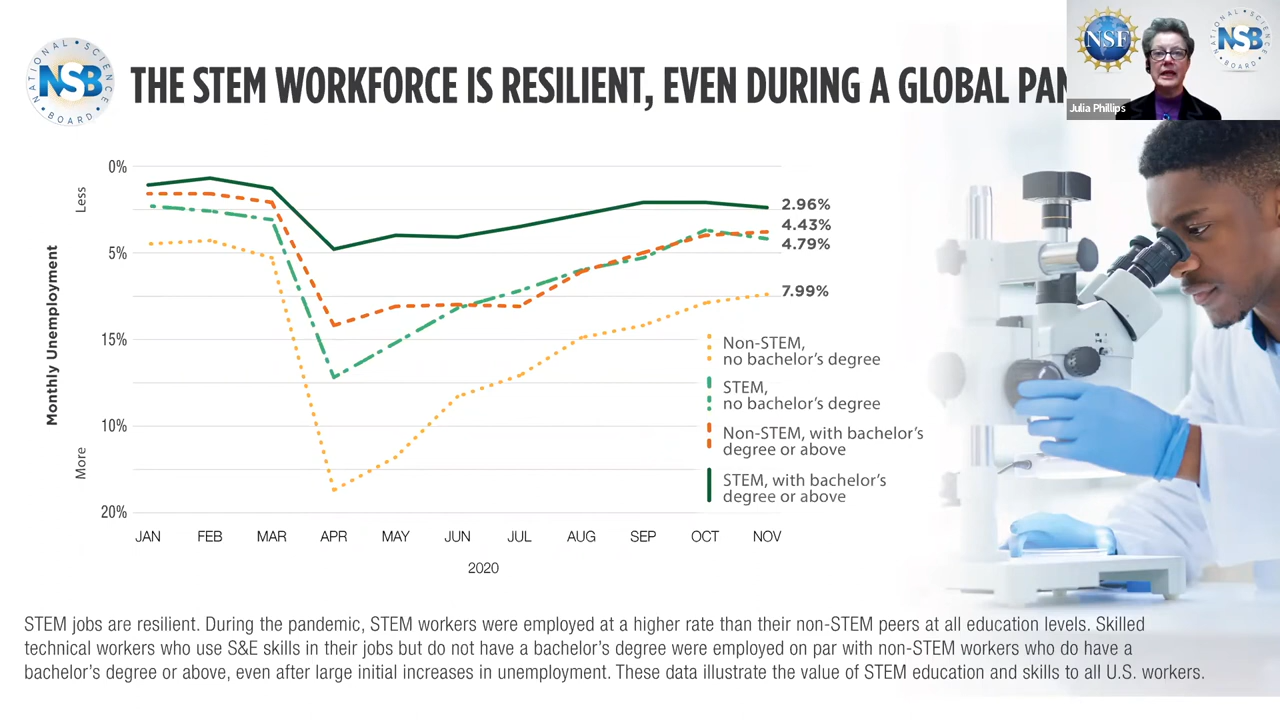 NATIONAL SCIENCE BOARD
NSB
THE STEM WORKFORCE IS RESILIENT, EVEN DURING A GLOBAL PAN
NSF
NATIONAL SCIENCE BOARD
NSB
Julia Phillips
Monthly Unemployment
Less
More
0%
5%
15%
10%
20%
2.96%
4.43%
4.79%
7.99%
Non-STEM,
no bachelor’s degree
STEM,
no bachelor’s degree
Non-STEM, with bachelor’s
degree or above
STEM, with bachelor’s
degree or above
JAN FEB MAR APR MAY JUN JUL AUG SEP OCT NOV
2020
STEM jobs are resilient. During the pandemic, STEM workers were employed at a higher rate than their non-STEM peers at all education levels. Skilled
technical workers who use S&E skills in their jobs but do not have a bachelor’s degree were employed on par with non-STEM workers who do have a
bachelor’s degree or above, even after large initial increases in unemployment. These data illustrate the value of STEM education and skills to all U.S. workers.